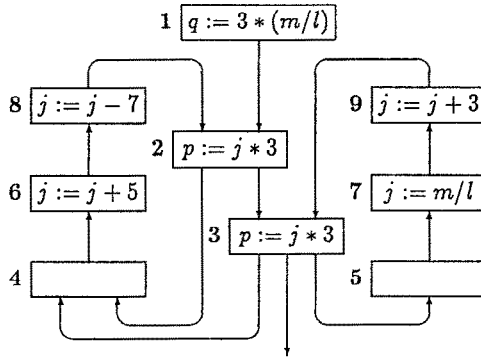 1 q := 3 * (m/l)
8 j := j − 7
9 j := j + 3
2 p := j * 3
6 j := j + 5
7 j := m/l
3 p := j * 3
4
5